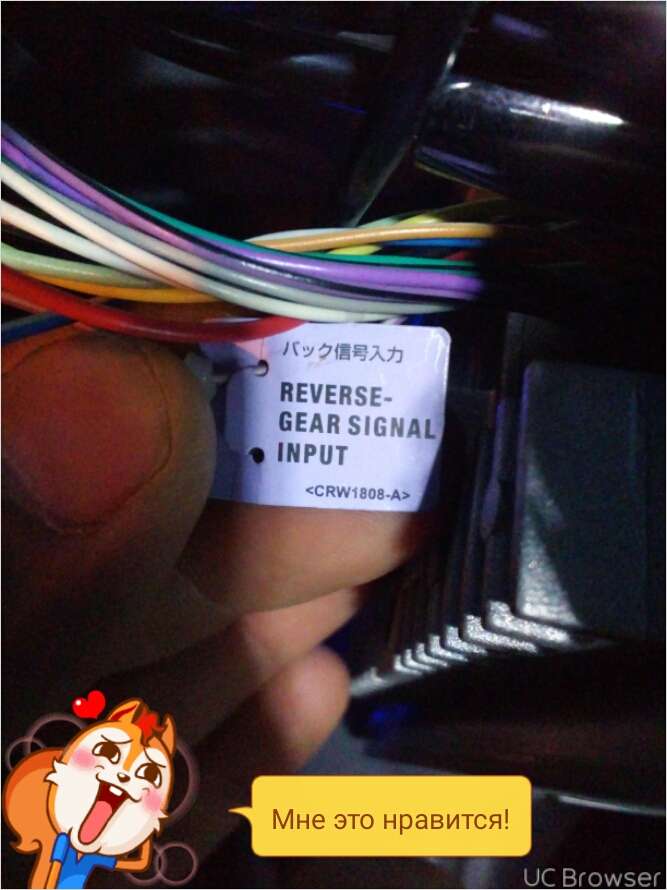 バック信号入力
REVERSE-
GEAR SIGNAL
INPUT
<CRW1808-A>
Мне это нравится!
UC Browser